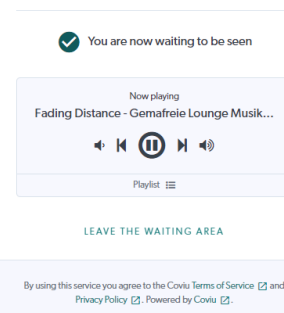 You are now waiting to be seen
Now playing
Fading Distance - Gemafreie Lounge Musik...
Playlist
LEAVE THE WAITING AREA
By using this service you agree to the Coviu Terms of Service and
Privacy Policy . Powered by Coviu .